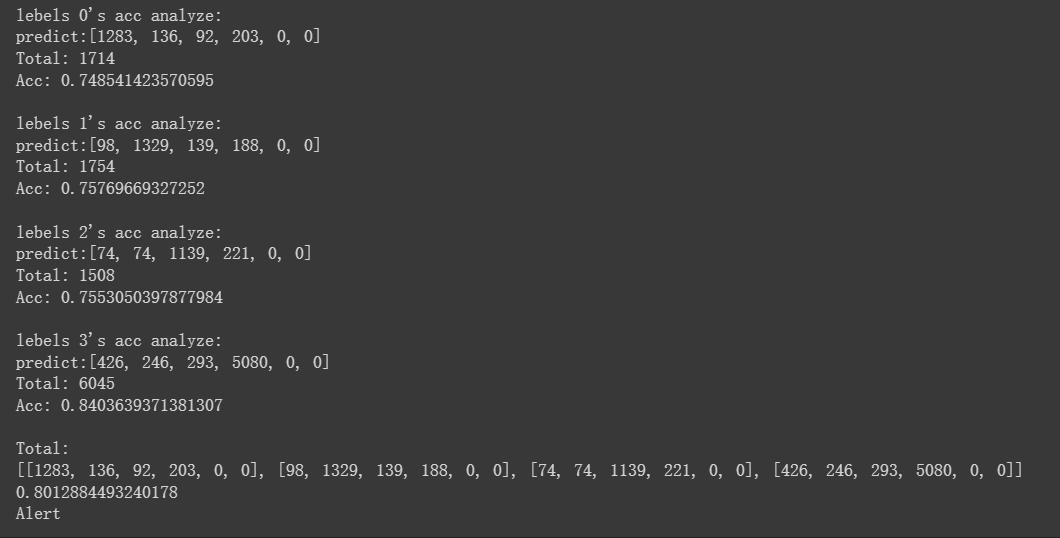 lebels 0's acc analyze:
predict:[1283, 136, 92, 203, 0, 0]
Total: 1714
Acc: 0.748541423570595
lebels 1's acc analyze:
predict:[98, 1329, 139, 188, 0, 0]
Total: 1754
Acc: 0.75769669327252
lebels 2's acc analyze:
predict:[74, 74, 1139, 221, 0, 0]
Total: 1508
Acc: 0.7553050397877984
lebels 3's acc analyze:
predict:[426, 246, 293, 5080, 0, 0]
Total: 6045
Acc: 0.8403639371381307
Total:
[[1283, 136, 92, 203, 0, 0], [98, 1329, 139, 188, 0, 0], [74, 74, 1139, 221, 0, 0], [426, 246, 293, 5080, 0, 0]]
0.8012884493240178
Alert